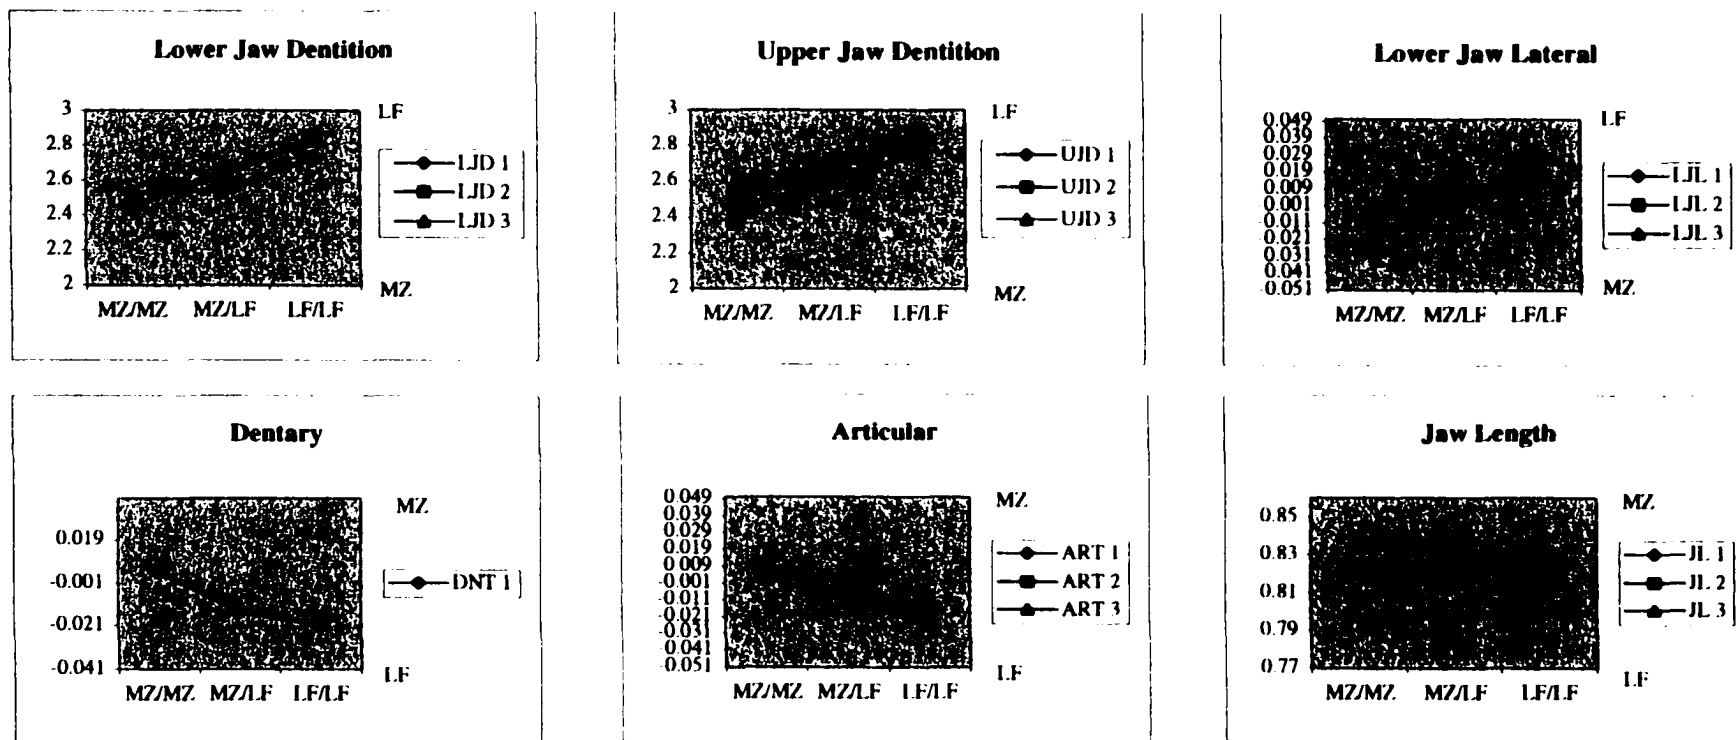 Lower Jaw Dentition
3
2.8
2.6
2.4
2.2
2
MZ/MZ MZ/LF LF/LF
LF
LJD 1
LJD 2
LJD 3
MZ
Upper Jaw Dentition
3
2.8
2.6
2.4
2.2
2
MZ/MZ MZ/LF LF/LF
LF
UJD 1
UJD 2
UJD 3
MZ
Lower Jaw Lateral
0.049
0.039
0.029
0.019
0.009
0.001
0.011
0.021
0.031
0.041
0.051
MZ/MZ MZ/LF LF/LF
LF
LJL 1
LJL 2
LJL 3
MZ
Dentary
0.019
-0.001
-0.021
-0.041
MZ/MZ MZ/LF LF/LF
MZ
DNT 1
LF
Articular
0.049
0.039
0.029
0.019
0.009
-0.001
-0.011
-0.021
-0.031
0.041
0.051
MZ/MZ MZ/LF LF/LF
MZ
ART 1
ART 2
ART 3
LF
Jaw Length
0.85
0.83
0.81
0.79
0.77
MZ/MZ MZ/LF LF/LF
MZ
JL 1
JL 2
JL 3
LF